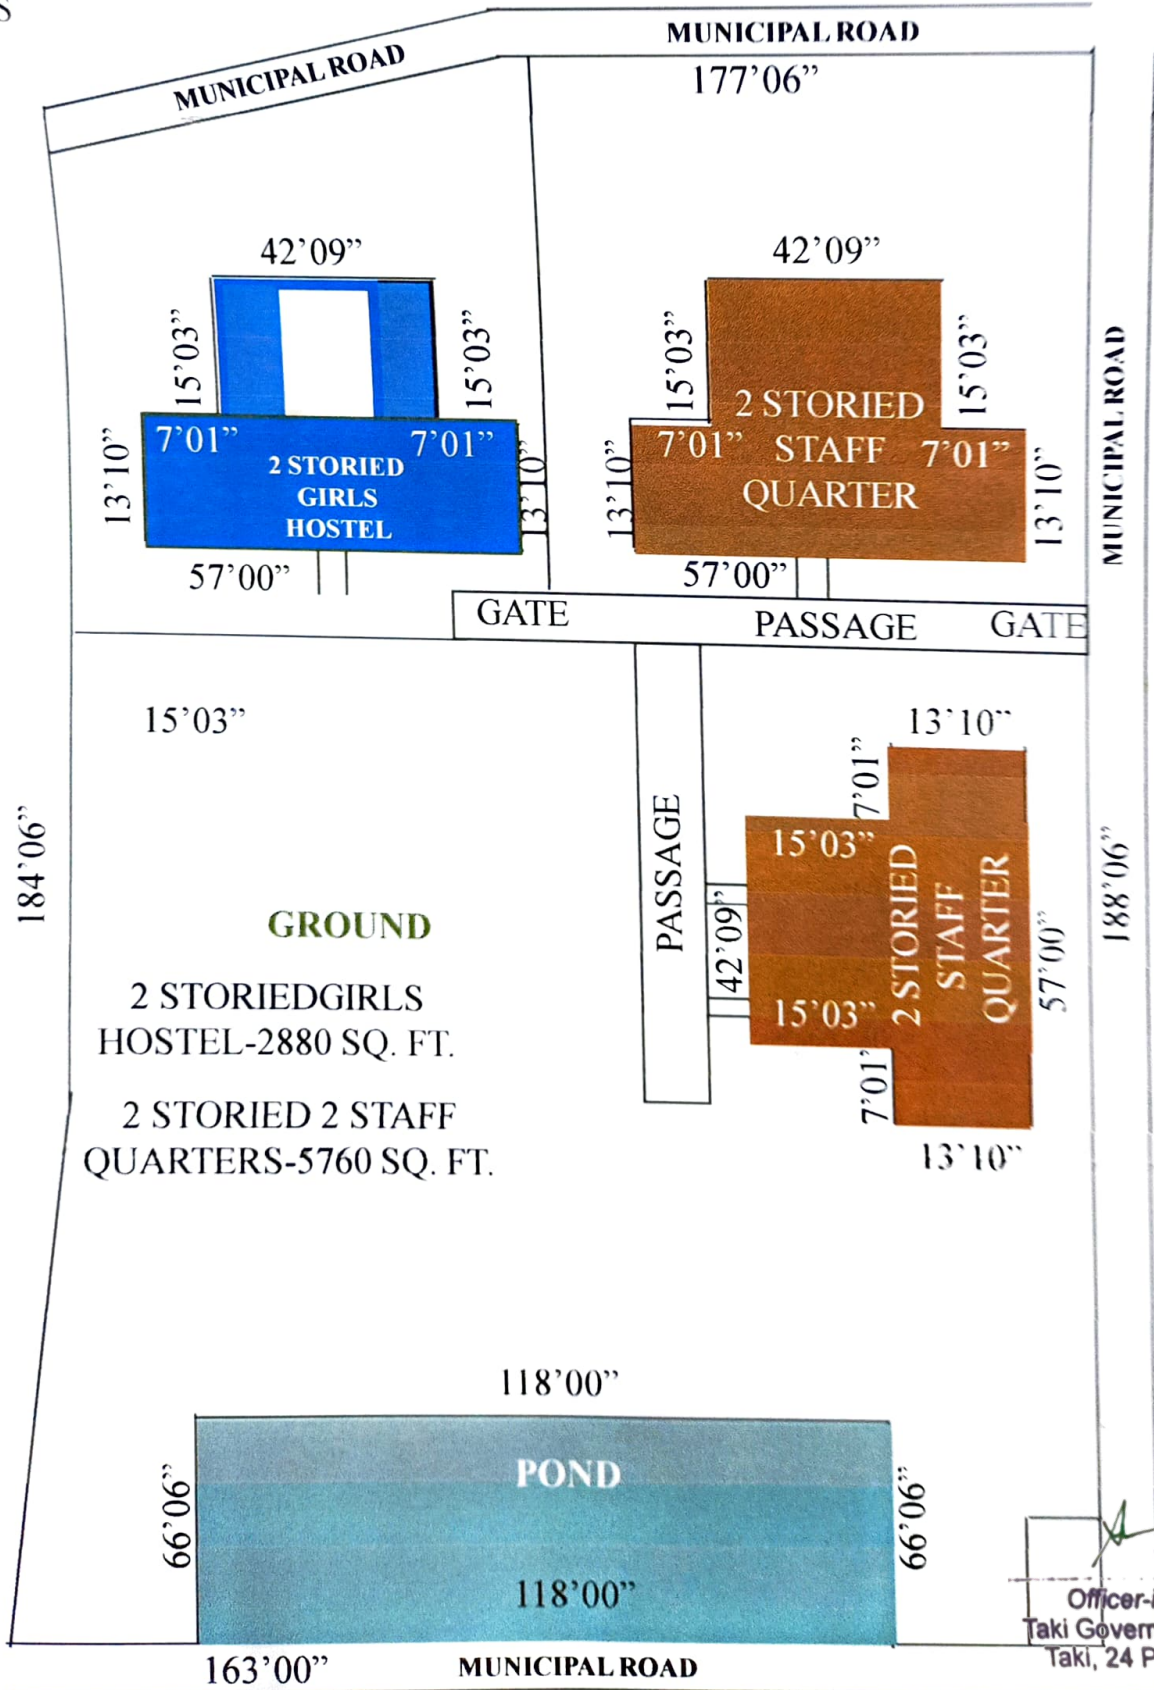 MUNICIPAL ROAD
MUNICIPAL ROAD
177'06”
42'09”
42'09”
15'03”
15'03”
15'03”
15'03”
MUNICIPAL ROAD
7'01”
7'01”
2 STORIED
GIRLS
HOSTEL
13'10”
13'10”
2 STORIED
STAFF
QUARTER
7'01”
7'01”
13'10”
13'10”
57'00”
57'00”
GATE
PASSAGE
GATE
15'03”
13'10”
7'01”
15'03”
PASSAGE
42'09”
2 STORIED
STAFF
QUARTER
57'00”
184'06”
188'06”
GROUND
15'03”
2 STORIEDGIRLS
HOSTEL-2880 SQ. FT.
7'01'
2 STORIED 2 STAFF
QUARTERS-5760 SQ. FT.
13'10”
118'00”
POND
66'06”
66'06”
118'00”
163'00”
MUNICIPAL ROAD
Taki
Taki, 24